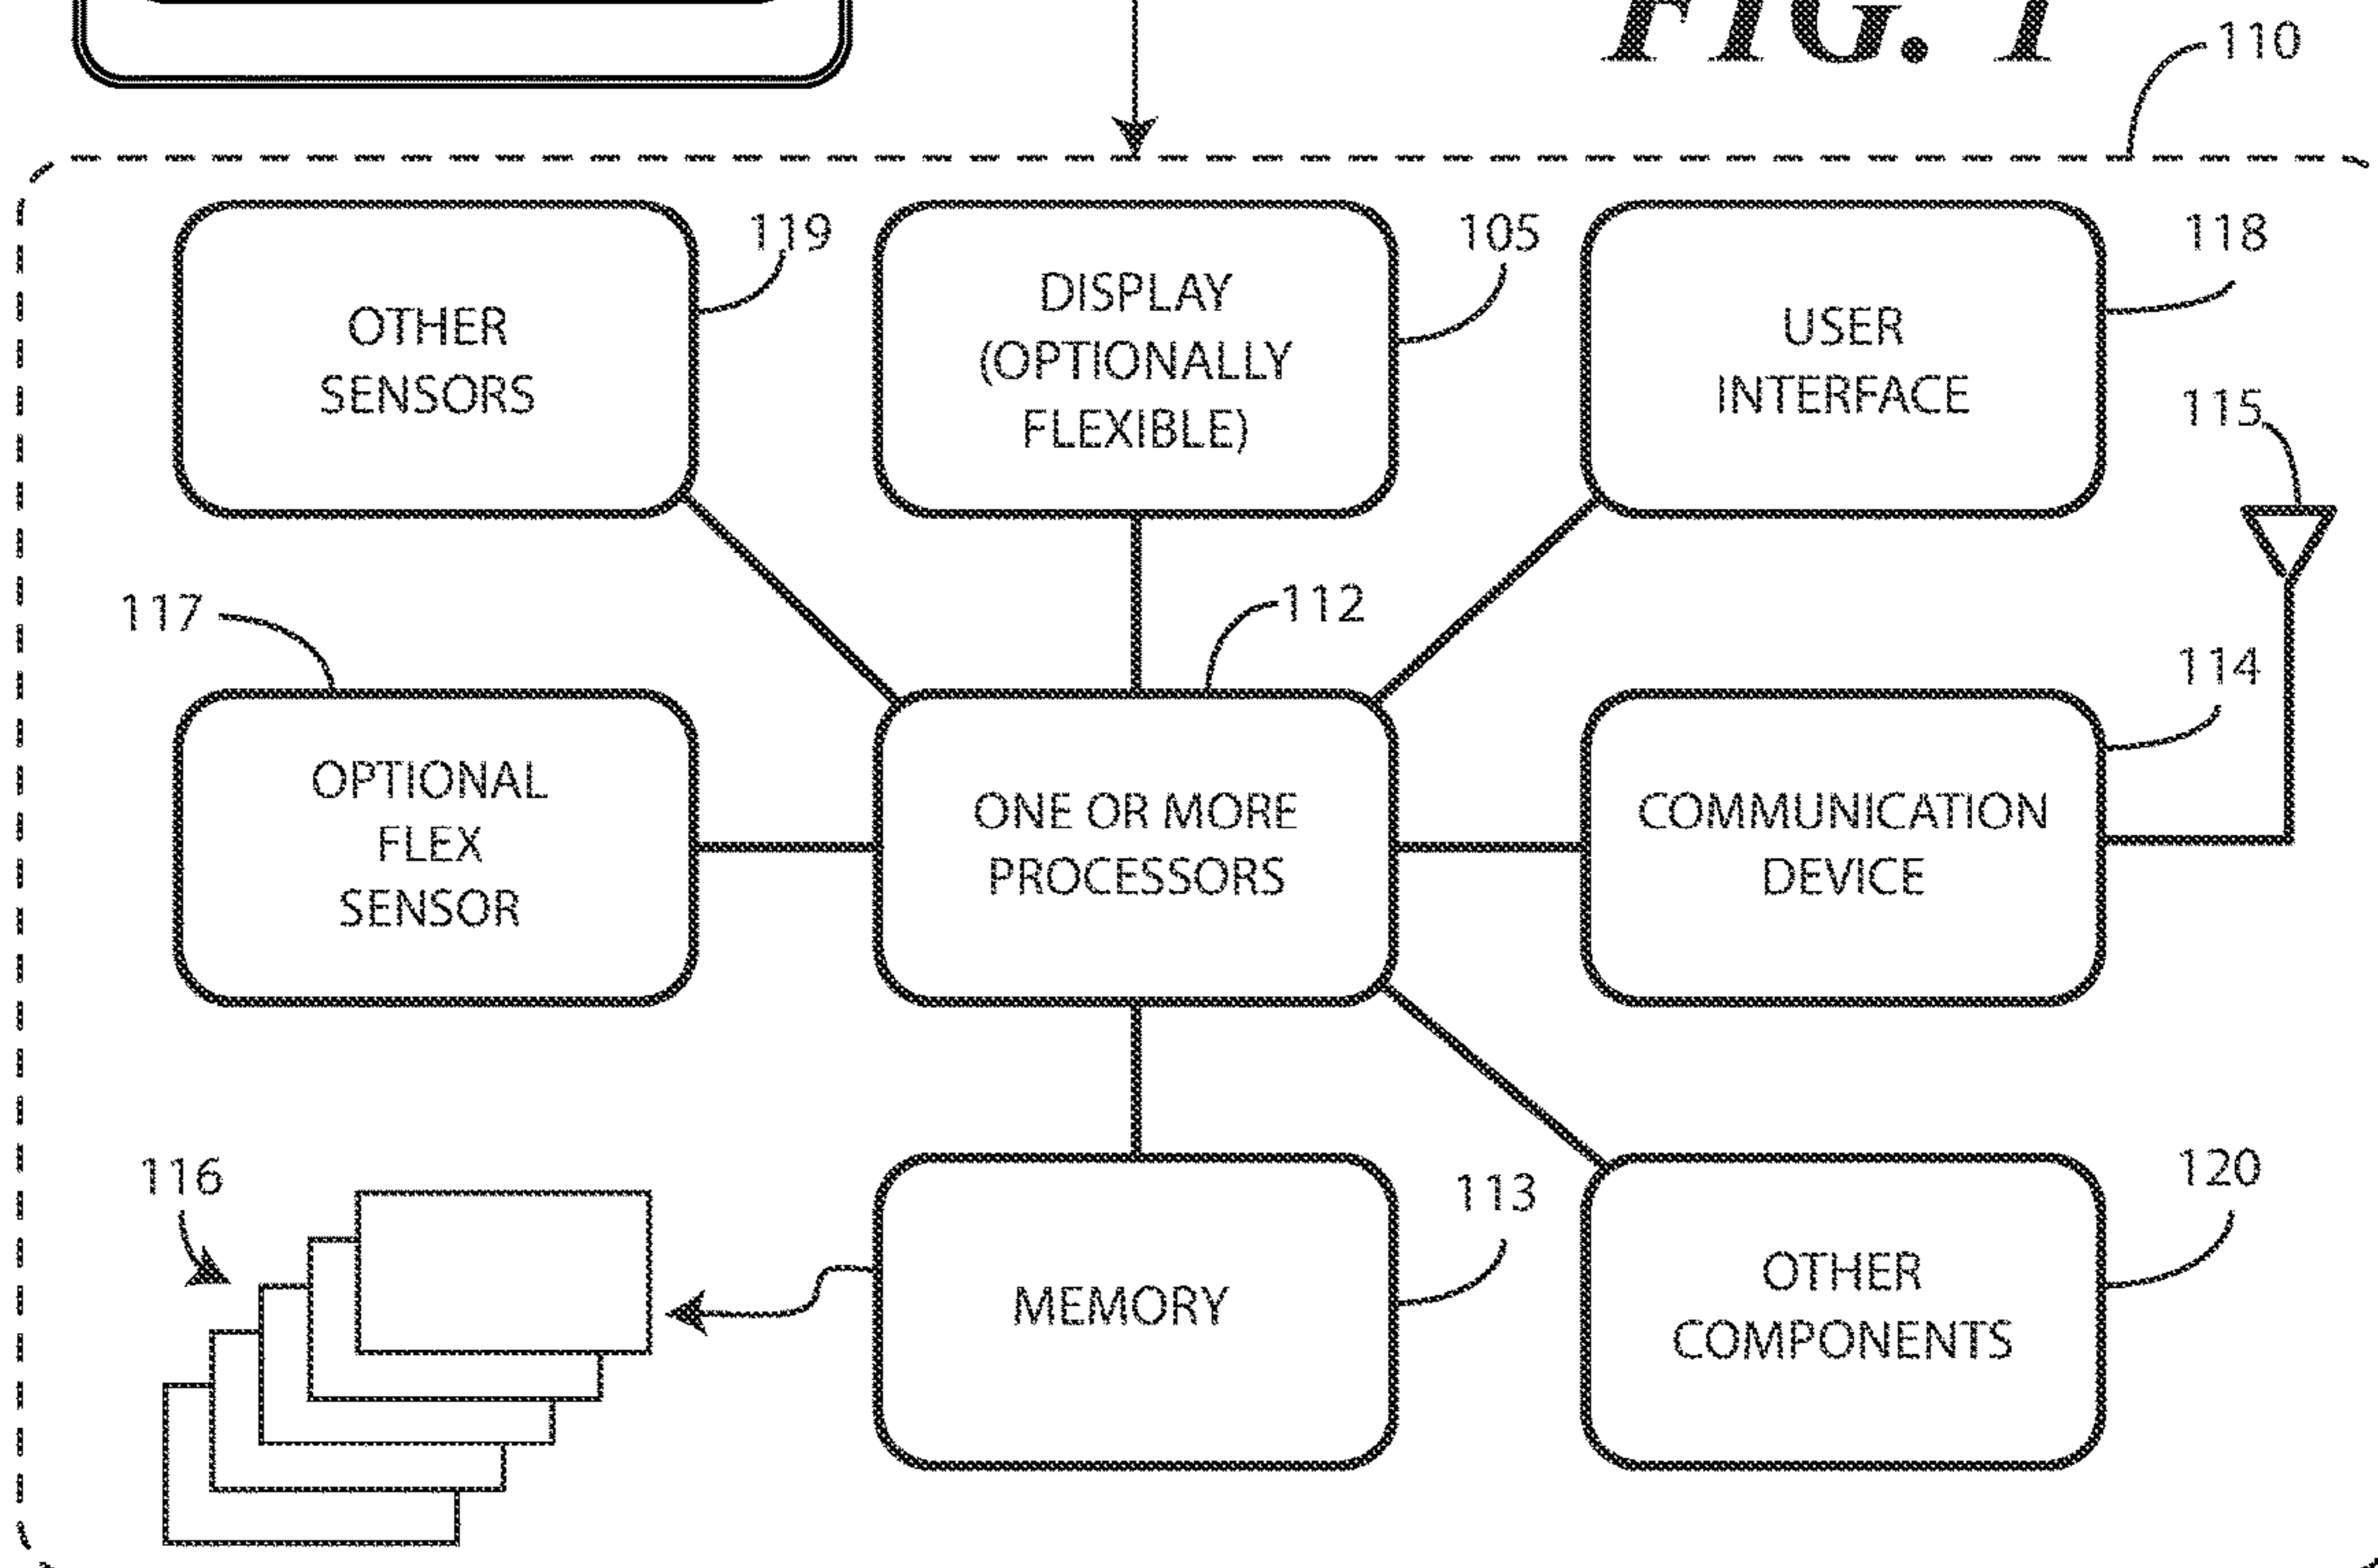 FIG. 1
110
119
105
118
OTHER
SENSORS
DISPLAY
(OPTIONALLY
FLEXIBLE)
USER
INTERFACE
115
117
112
114
OPTIONAL
FLEX
SENSOR
ONE OR MORE
PROCESSORS
COMMUNICATION
DEVICE
116
113
120
MEMORY
OTHER
COMPONENTS